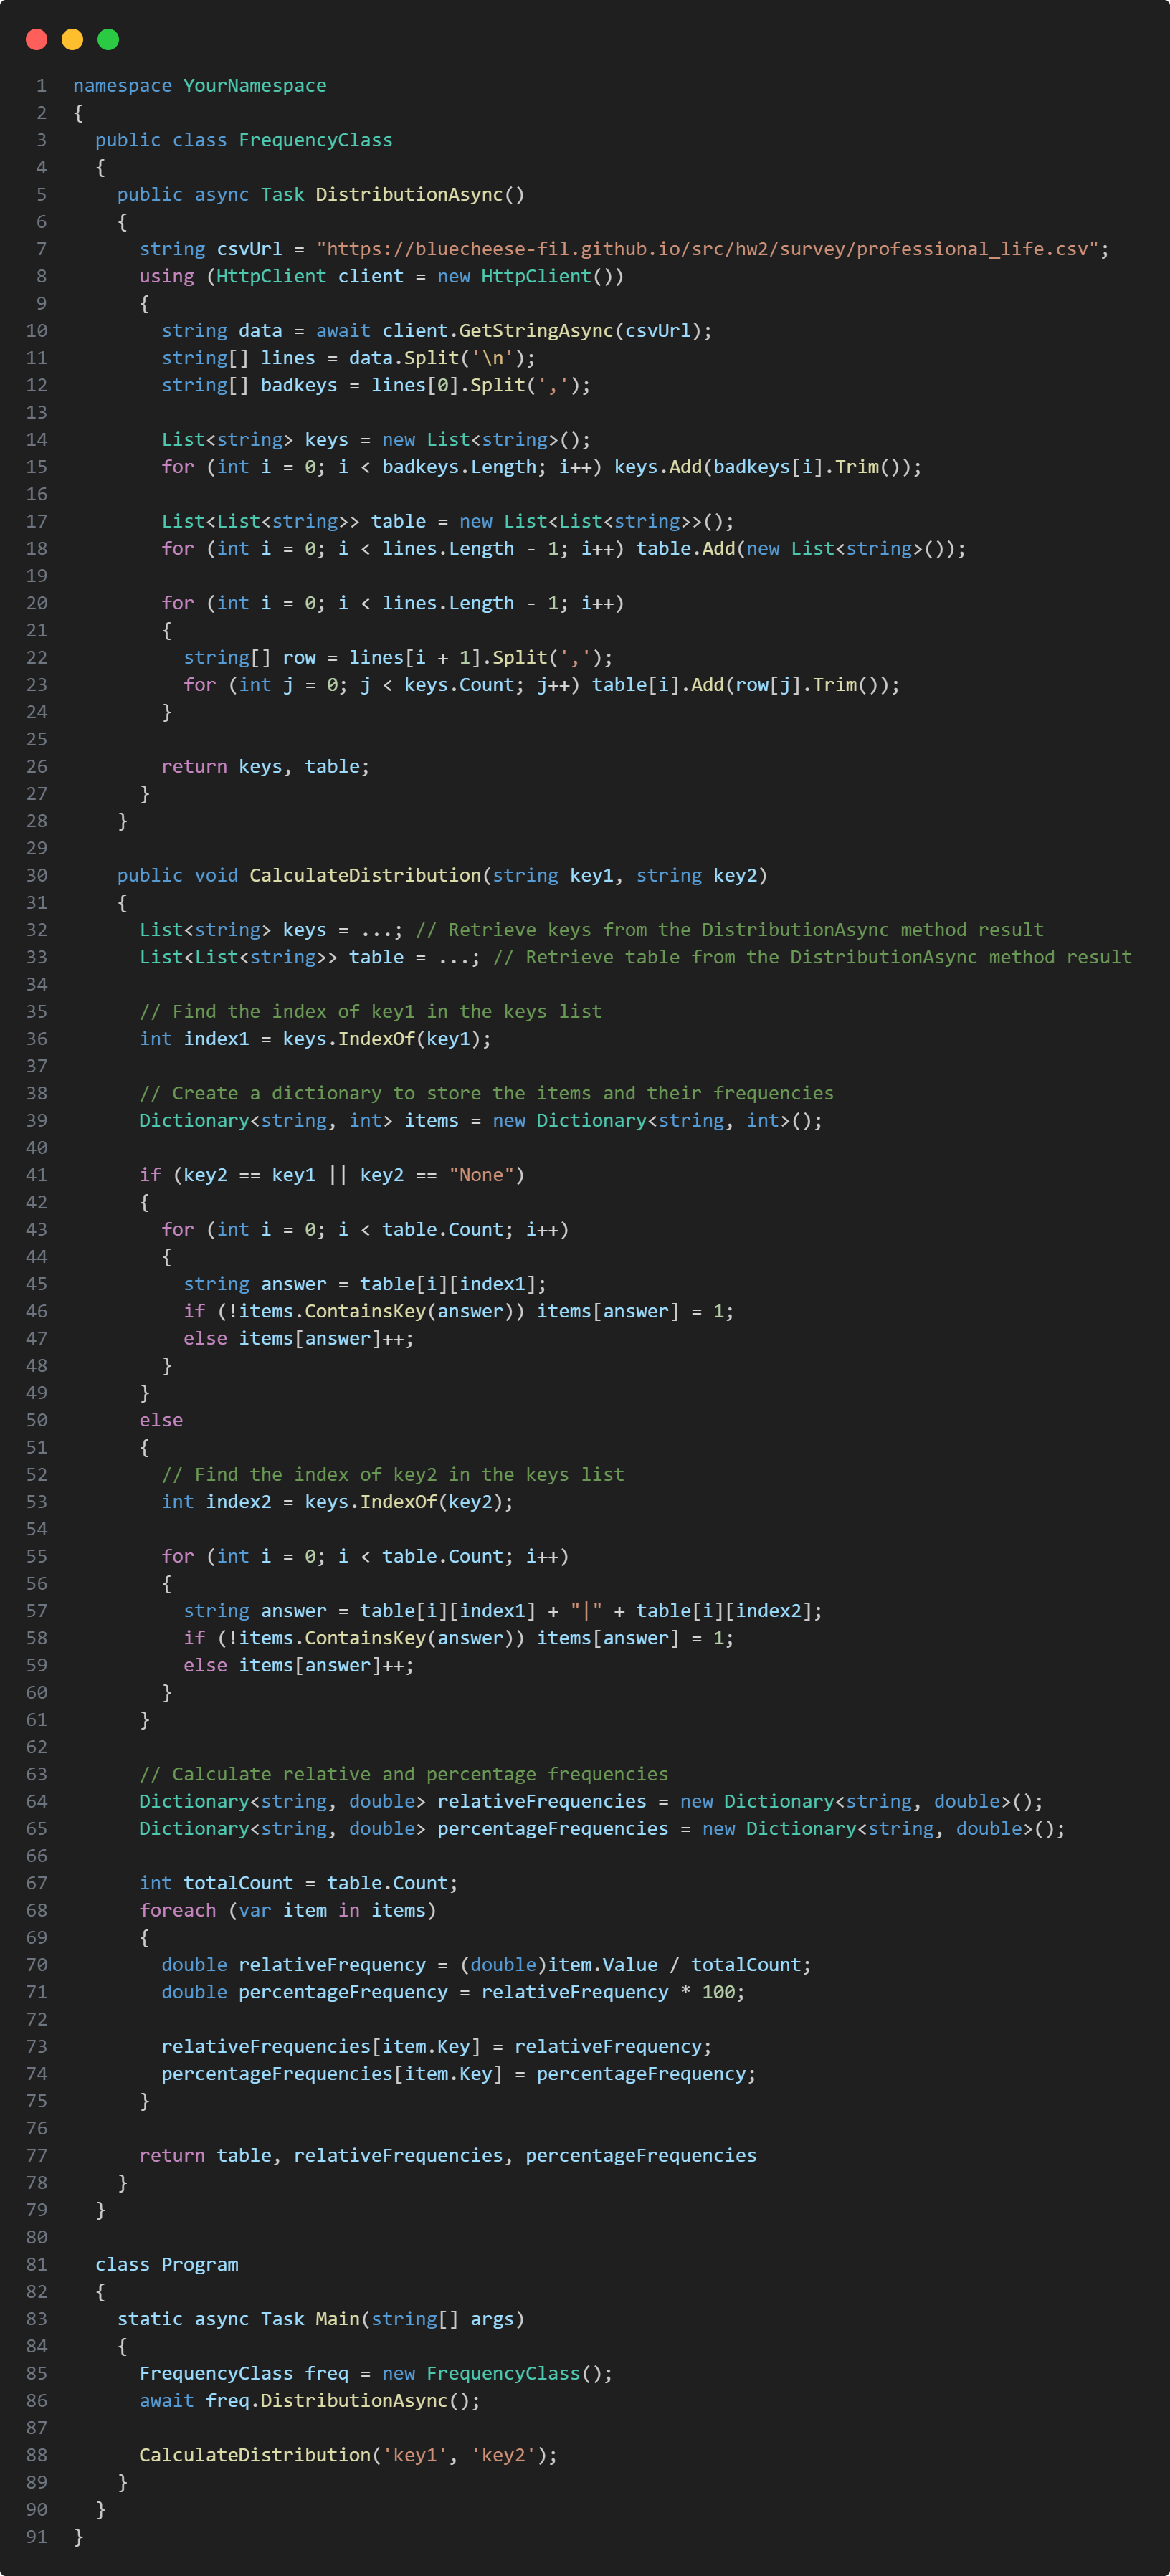 1 namespace YourNamespace
2 {
3   public class FrequencyClass
4   {
5     public async Task DistributionAsync()
6     {
7       string csvUrl = "https://bluecheese-fil.github.io/src/hw2/survey/professional_life.csv";
8       using (HttpClient client = new HttpClient())
9       {
10         string data = await client.GetStringAsync(csvUrl);
11         string[] lines = data.Split('\n');
12         string[] badkeys = lines[0].Split(',');
13
14         List<string> keys = new List<string>();
15         for (int i = 0; i < badkeys.Length; i++) keys.Add(badkeys[i].Trim());
16
17         List<List<string>> table = new List<List<string>>();
18         for (int i = 0; i < lines.Length - 1; i++) table.Add(new List<string>());
19
20         for (int i = 0; i < lines.Length - 1; i++)
21         {
22           string[] row = lines[i + 1].Split(',');
23           for (int j = 0; j < keys.Count; j++) table[i].Add(row[j].Trim());
24         }
25
26         return keys, table;
27       }
28     }
29
30     public void CalculateDistribution(string key1, string key2)
31     {
32       List<string> keys = ...; // Retrieve keys from the DistributionAsync method result
33       List<List<string>> table = ...; // Retrieve table from the DistributionAsync method result
34
35       // Find the index of key1 in the keys list
36       int index1 = keys.IndexOf(key1);
37
38       // Create a dictionary to store the items and their frequencies
39       Dictionary<string, int> items = new Dictionary<string, int>();
40
41       if (key2 == key1 || key2 == "None")
42       {
43         for (int i = 0; i < table.Count; i++)
44         {
45           string answer = table[i][index1];
46           if (!items.ContainsKey(answer)) items[answer] = 1;
47           else items[answer]++;
48         }
49       }
50       else
51       {
52         // Find the index of key2 in the keys list
53         int index2 = keys.IndexOf(key2);
54
55         for (int i = 0; i < table.Count; i++)
56         {
57           string answer = table[i][index1] + "|" + table[i][index2];
58           if (!items.ContainsKey(answer)) items[answer] = 1;
59           else items[answer]++;
60         }
61       }
62
63       // Calculate relative and percentage frequencies
64       Dictionary<string, double> relativeFrequencies = new Dictionary<string, double>();
65       Dictionary<string, double> percentageFrequencies = new Dictionary<string, double>();
66
67       int totalCount = table.Count;
68       foreach (var item in items)
69       {
70         double relativeFrequency = (double)item.Value / totalCount;
71         double percentageFrequency = relativeFrequency * 100;
72
73         relativeFrequencies[item.Key] = relativeFrequency;
74         percentageFrequencies[item.Key] = percentageFrequency;
75       }
76
77       return table, relativeFrequencies, percentageFrequencies
78     }
79   }
80
81   class Program
82   {
83     static async Task Main(string[] args)
84     {
85       FrequencyClass freq = new FrequencyClass();
86       await freq.DistributionAsync();
87
88       CalculateDistribution('key1', 'key2');
89     }
90   }
91 }